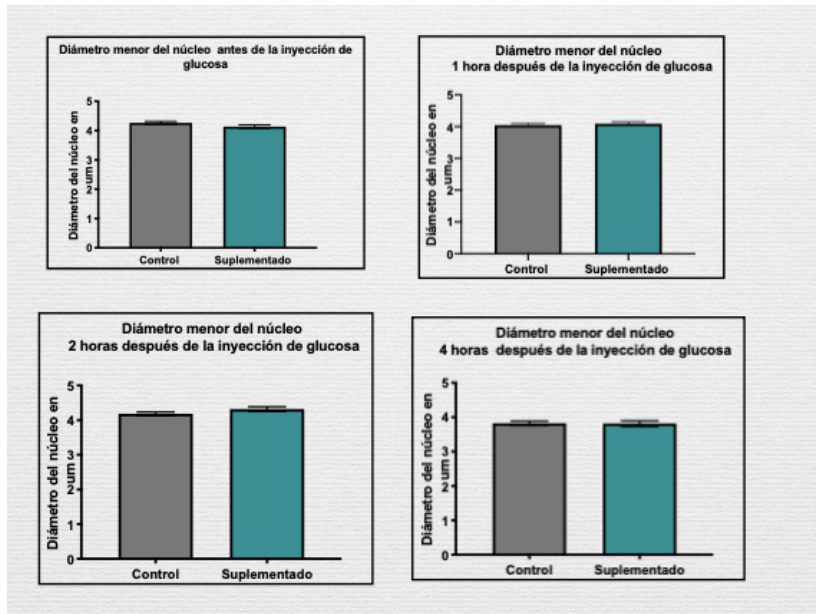 Diámetro menor del núcleo antes de la inyección de
glucosa
Diámetro del núcleo en
um
5
4
3
2
1
0
Control Suplementado
Diámetro menor del núcleo
1 hora después de la inyección de glucosa
Diámetro del núcleo en
um
5
4
3
2
1
0
Control Suplementado
Diámetro menor del núcleo
2 horas después de la inyección de glucosa
Diámetro del núcleo en
um
5
4
3
2
1
0
Control Suplementado
Diámetro menor del núcleo
4 horas después de la inyección de glucosa
Diámetro del núcleo en
um
5
4
3
2
1
0
Control Suplementado